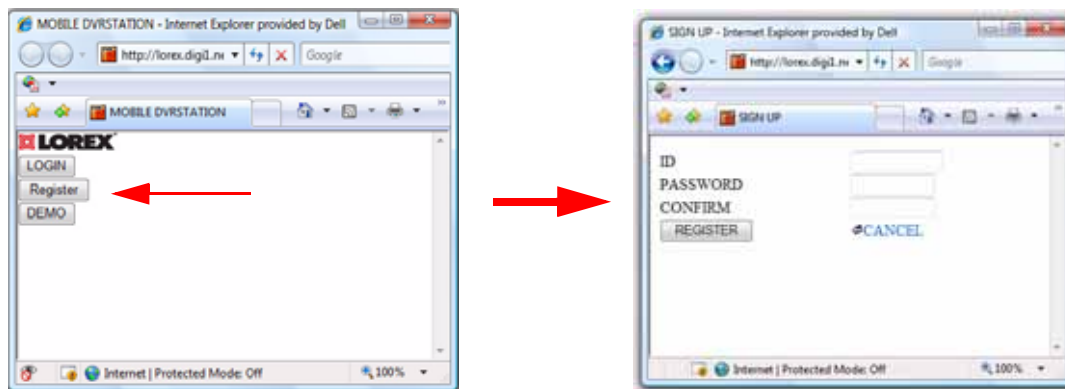 MOBILE DVRSTATION - Internet Explorer provided by Dell
http://lorex.digi1.ne
Google
MOBILE DVRSTATION
LOREX
LOGIN
Register
DEMO
Internet | Protected Mode: Off
100%
SIGN UP - Internet Explorer provided by Dell
http://lorex.digi1.ne
Google
SIGN UP
ID
PASSWORD
CONFIRM
REGISTER CANCEL
Internet | Protected Mode: Off
100%